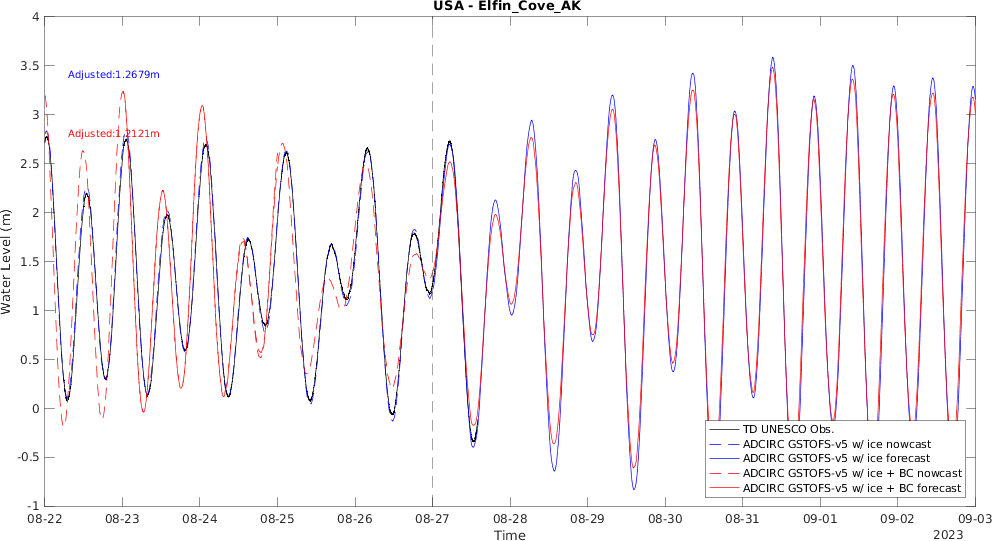 USA - Elfin_Cove_AK
4
3.5
3
2.5
2
1.5
1
0.5
0
-0.5
-1
Water Level (m)
Adjusted:1.2679m
Adjusted:1.2121m
TD UNESCO Obs.
ADCIRC GSTOFS-v5 w/ ice nowcast
ADCIRC GSTOFS-v5 w/ ice forecast
ADCIRC GSTOFS-v5 w/ ice + BC nowcast
ADCIRC GSTOFS-v5 w/ ice + BC forecast
08-22 08-23 08-24 08-25 08-26 08-27 08-28 08-29 08-30 08-31 09-01 09-02 09-03
Time
2023